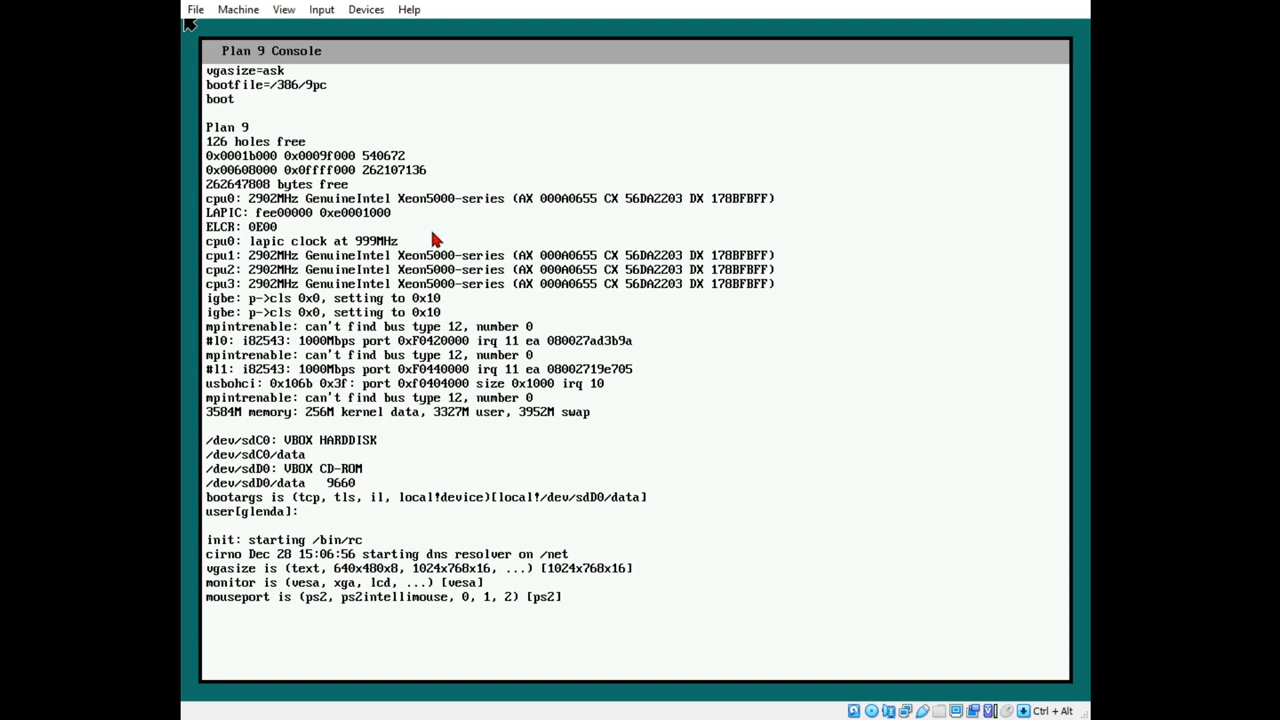 File Machine View Input Devices Help
Plan 9 Console
vgasize=ask
bootfile=/386/9pc
boot
Plan 9
126 holes free
0x0001b000 0x0009f000 540672
0x00608000 0x0ffff000 262107136
262647808 bytes free
cpu0: 2902MHz GenuineIntel Xeon5000-series (AX 000A0655 CX 56DA2203 DX 178BFBFF)
LAPIC: fee00000 0xe0001000
ELCR: 0E00
cpu0: lapic clock at 999MHz
cpu1: 2902MHz GenuineIntel Xeon5000-series (AX 000A0655 CX 56DA2203 DX 178BFBFF)
cpu2: 2902MHz GenuineIntel Xeon5000-series (AX 000A0655 CX 56DA2203 DX 178BFBFF)
cpu3: 2902MHz GenuineIntel Xeon5000-series (AX 000A0655 CX 56DA2203 DX 178BFBFF)
igbe: p->cls 0x0, setting to 0x10
igbe: p->cls 0x0, setting to 0x10
mpintrenable: can't find bus type 12, number 0
#l0: i82543: 1000Mbps port 0xF0420000 irq 11 ea 080027ad3b9a
mpintrenable: can't find bus type 12, number 0
#l1: i82543: 1000Mbps port 0xF0440000 irq 11 ea 08002719e705
usbohci: 0x106b 0x3f: port 0xf0404000 size 0x1000 irq 10
mpintrenable: can't find bus type 12, number 0
3584M memory: 256M kernel data, 3327M user, 3952M swap
/dev/sdC0: VBOX HARDDISK
/dev/sdC0/data
/dev/sdD0: VBOX CD-ROM
/dev/sdD0/data 9660
bootargs is (tcp, tls, il, local!device)[local!/dev/sdD0/data]
user[glenda]:
init: starting /bin/rc
cirno Dec 28 15:06:56 starting dns resolver on /net
vgasize is (text, 640x480x8, 1024x768x16, ...) [1024x768x16]
monitor is (vesa, xga, lcd, ...) [vesa]
mouseport is (ps2, ps2intellimouse, 0, 1, 2) [ps2]
Ctrl + Alt